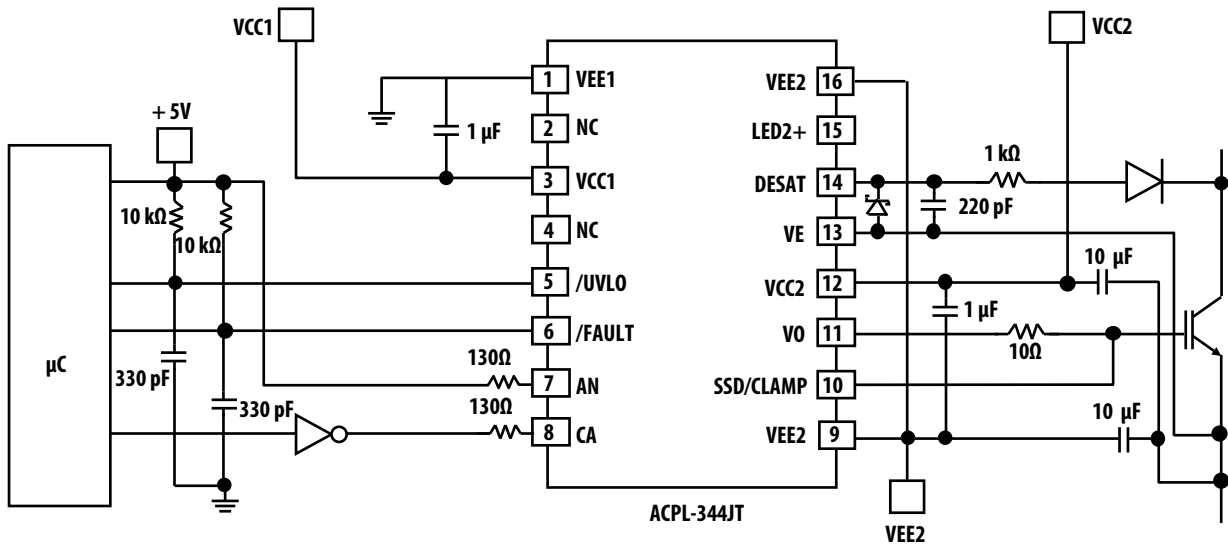 VCC1
VCC2
+ 5V
1 VEE1
2 NC
3 VCC1
4 NC
5 /UVLO
6 /FAULT
7 AN
8 CA
VEE2 16
LED2+ 15
DESAT 14
VE 13
VCC2 12
VO 11
SSD/CLAMP 10
VEE2 9
1 µF
10 kΩ
10 kΩ
µC
330 pF
330 pF
130Ω
130Ω
1 kΩ
220 pF
10 µF
1 µF
10Ω
10 µF
ACPL-344JT
VEE2